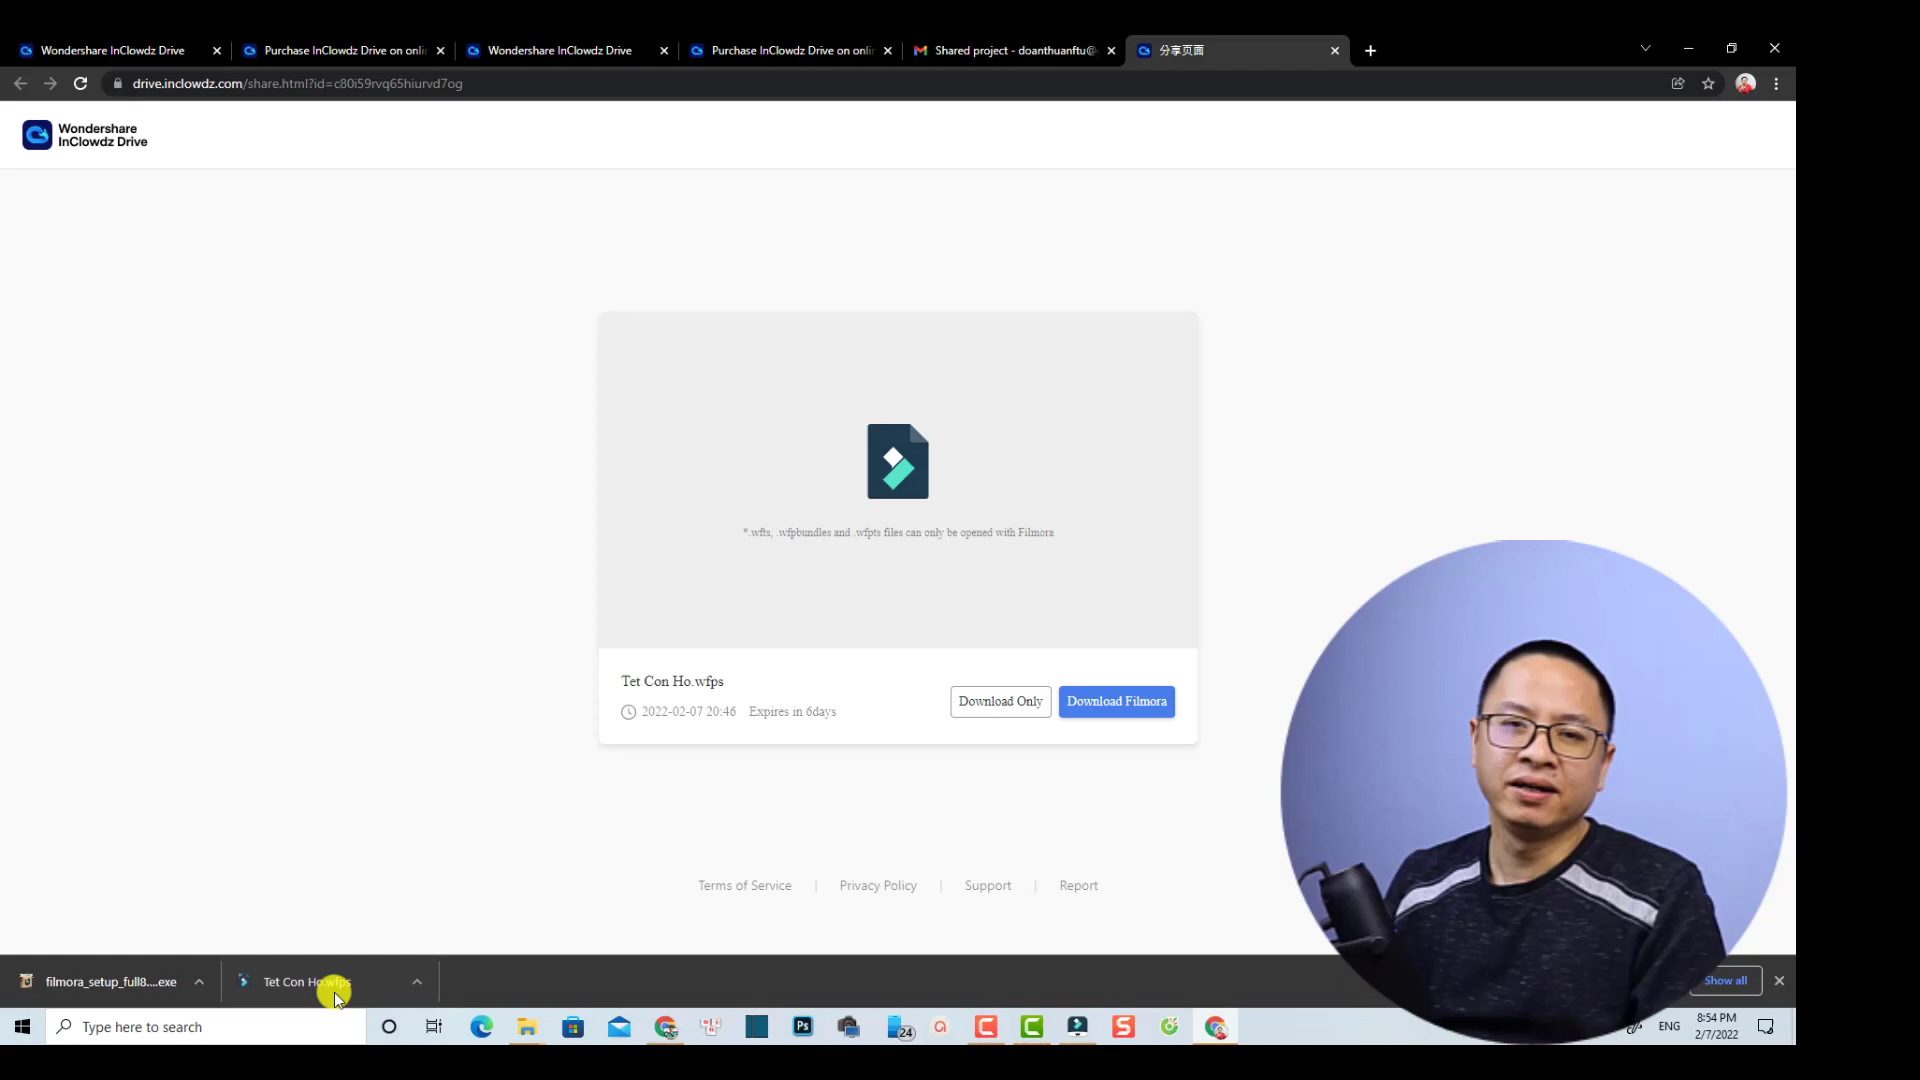 Wondershare InClowdz Drive
Purchase InClowdz Drive on onli
Wondershare InClowdz Drive
Purchase InClowdz Drive on onli
Shared project - doanthuanftu@
分享页面
drive.inclowdz.com/share.html?id=c80i59rvq65hiurvd7og
Wondershare
InClowdz Drive
*.wfts, .wfpbundles and .wfpts files can only be opened with Filmora
Tet Con Ho.wfps
2022-02-07 20:46 Expires in 6days
Download Only
Download Filmora
Terms of Service | Privacy Policy | Support | Report
filmora_setup_full8....exe
Tet Con Ho.wfps
Show all
Type here to search
Ps
24
ENG
8:54 PM
2/7/2022